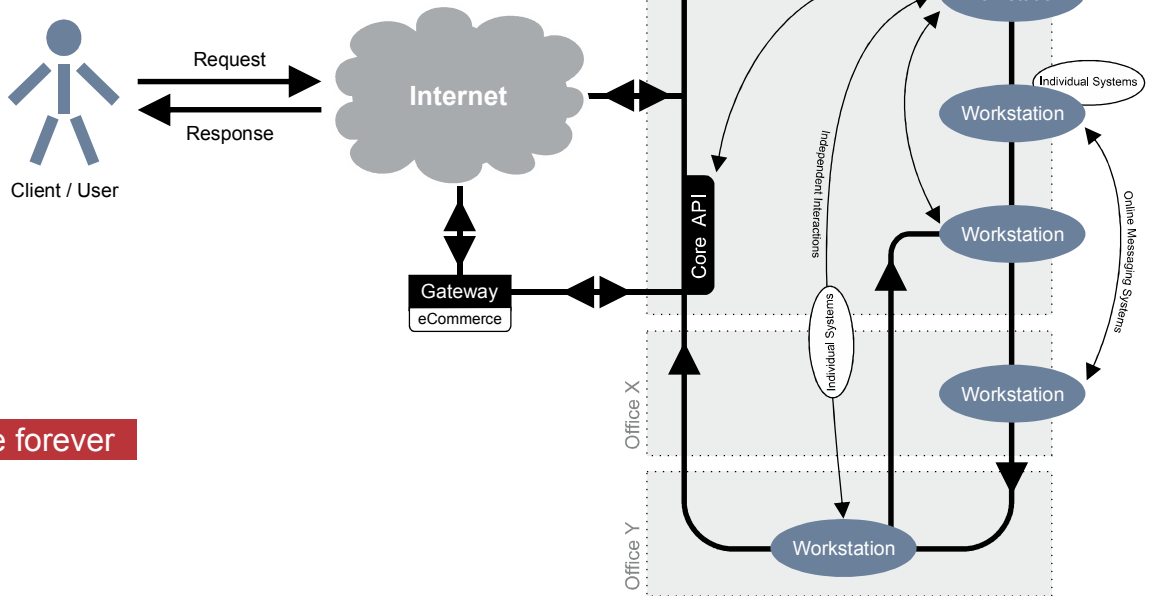 Request
Internet
Response
Client / User
Gateway
eCommerce
Core API
Independent Interactions
Individual Systems
Workstation
Individual Systems
Workstation
Online Messaging Systems
Office X
Workstation
e forever
Office Y
Workstation